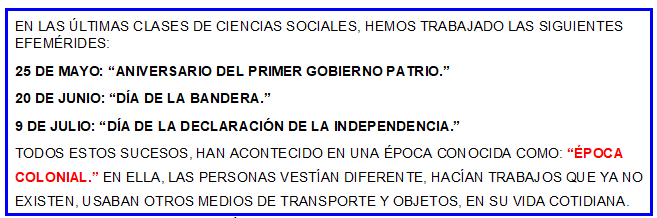 EN LAS ÚLTIMAS CLASES DE CIENCIAS SOCIALES, HEMOS TRABAJADO LAS SIGUIENTES
EFEMÉRIDES:
25 DE MAYO: “ANIVERSARIO DEL PRIMER GOBIERNO PATRIO.”
20 DE JUNIO: “DÍA DE LA BANDERA.”
9 DE JULIO: “DÍA DE LA DECLARACIÓN DE LA INDEPENDENCIA.”
TODOS ESTOS SUCESOS, HAN ACONTECIDO EN UNA ÉPOCA CONOCIDA COMO: “ÉPOCA
COLONIAL.” EN ELLA, LAS PERSONAS VESTÍAN DIFERENTE, HACÍAN TRABAJOS QUE YA NO
EXISTEN, USABAN OTROS MEDIOS DE TRANSPORTE Y OBJETOS, EN SU VIDA COTIDIANA.